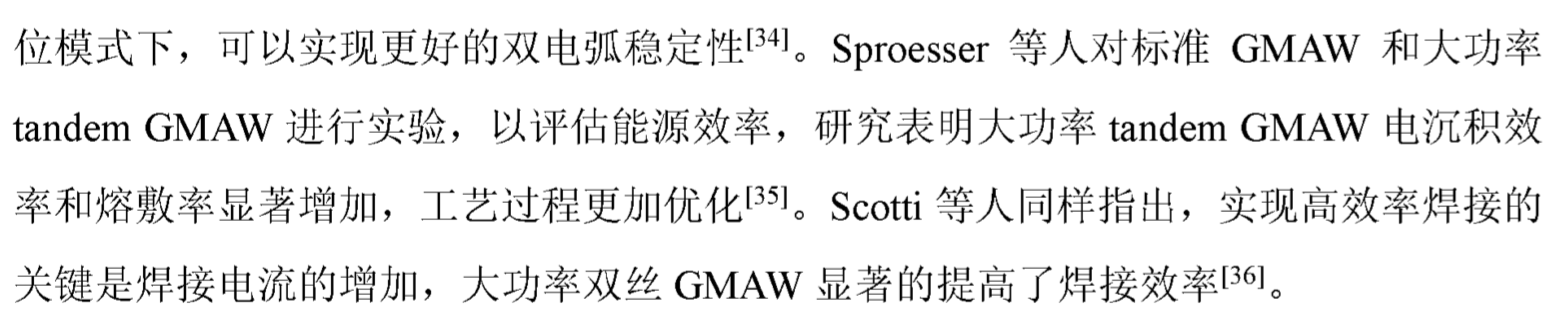 位模式下，可以实现更好的双电弧稳定性[34]。Sproesser 等人对标准 GMAW 和大功率
tandem GMAW 进行实验，以评估能源效率，研究表明大功率 tandem GMAW 电沉积效
率和熔敷率显著增加，工艺过程更加优化[35]。Scotti 等人同样指出，实现高效率焊接的
关键是焊接电流的增加，大功率双丝 GMAW 显著的提高了焊接效率[36]。